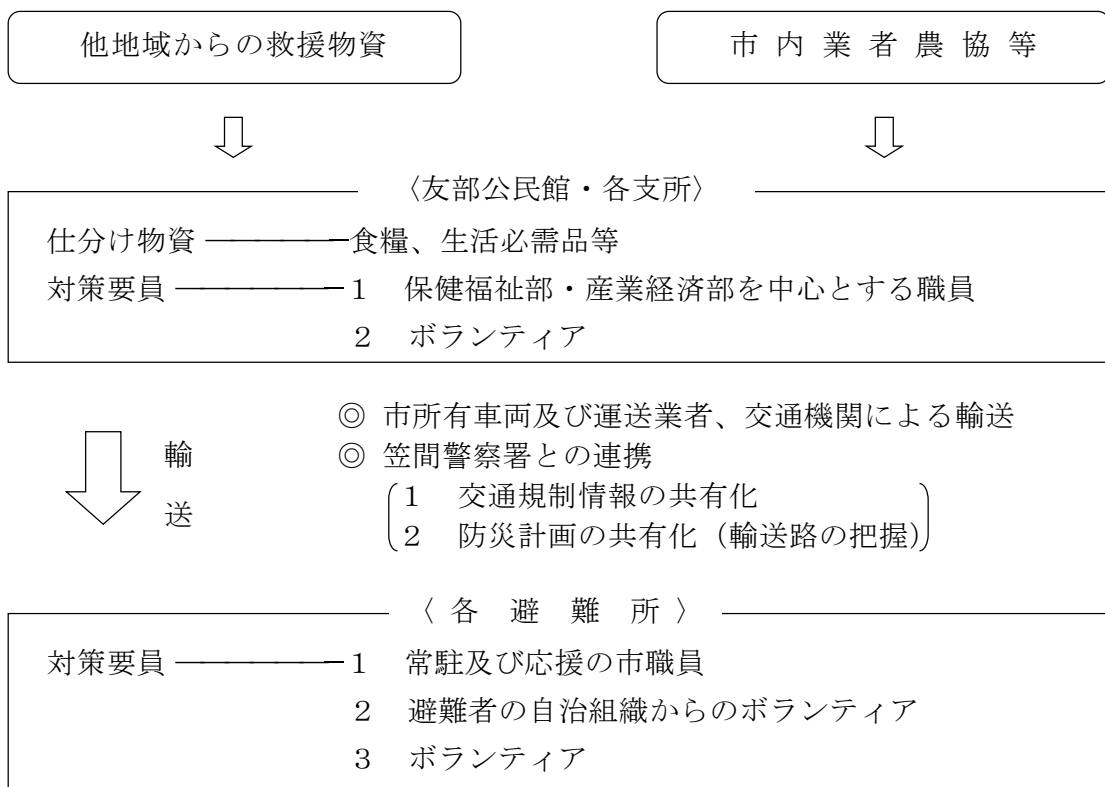 他地域からの救援物資
市内業者農協等
〈友部公民館・各支所〉
仕分け物資 食糧、生活必需品等
対策要員 1 保健福祉部・産業経済部を中心とする職員
2 ボランティア
輸送
◎ 市所有車両及び運送業者、交通機関による輸送
◎ 笠間警察署との連携
1 交通規制情報の共有化
2 防災計画の共有化（輸送路の把握）
〈各避難所〉
対策要員 1 常駐及び応援の市職員
2 避難者の自治組織からのボランティア
3 ボランティア